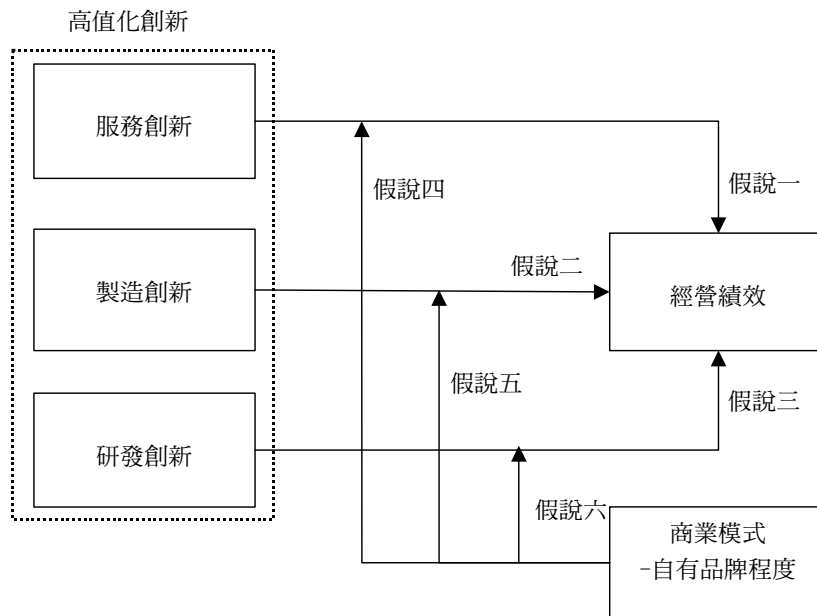 高值化創新
服務創新
假說四
假說一
製造創新
假說二
經營績效
假說五
假說三
研發創新
假說六
商業模式
-自有品牌程度